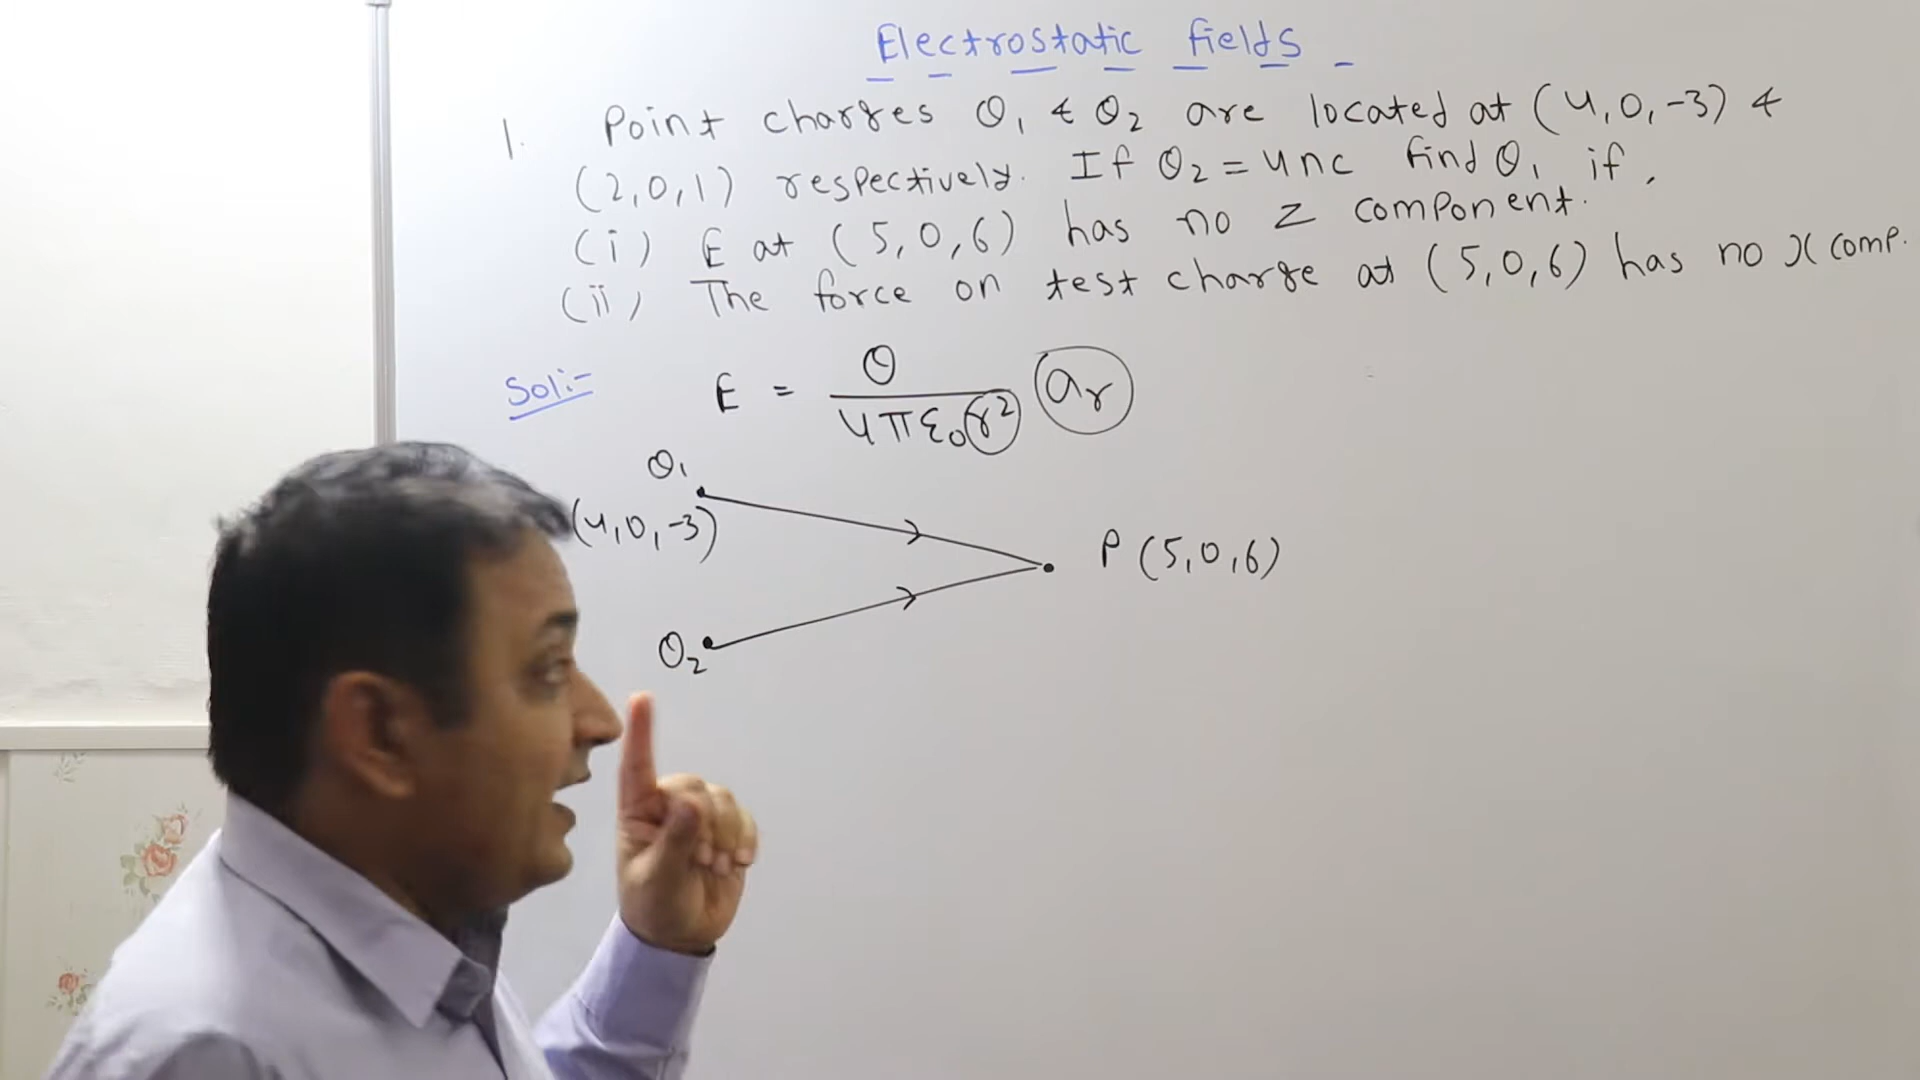 Electrostatic fields
1. Point charges Q₁ & Q₂ are located at (4,0,-3) &
(2,0,1) respectively. If Q₂ = 4nc find Q₁ if,
(i) E at (5,0,6) has no z component.
(ii) The force on test charge at (5,0,6) has no x comp.
Sol:-
E = Q / 4πε₀r² aᵣ
Q₁
(4,0,-3)
P (5,0,6)
Q₂